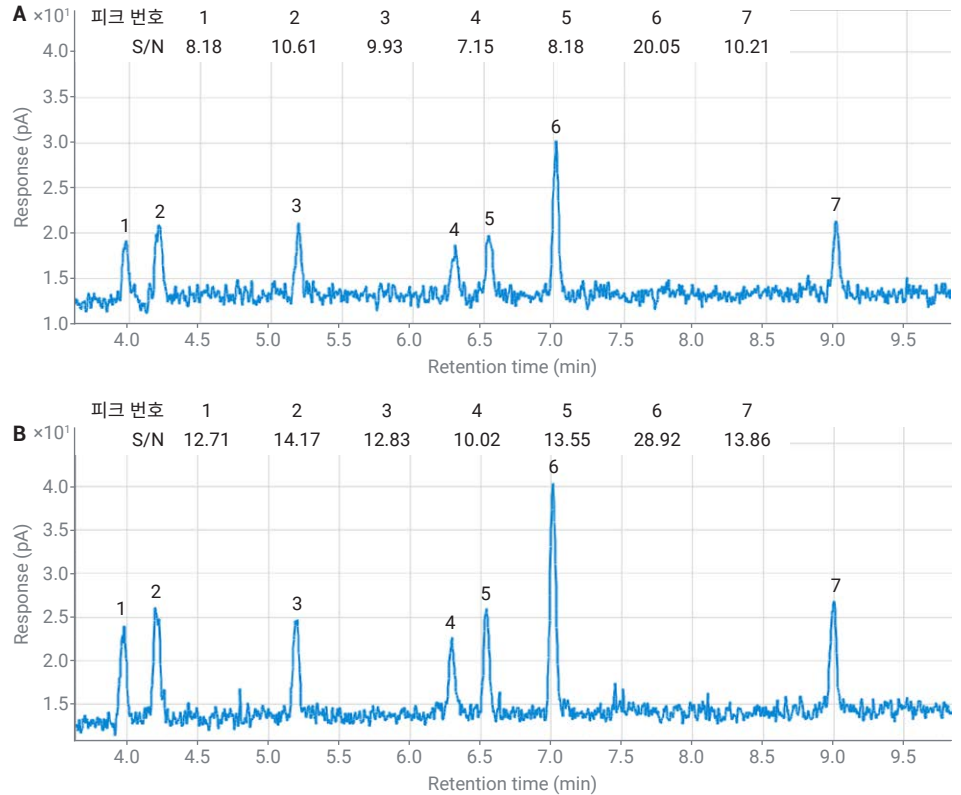 A ×10¹ 피크 번호 1 2 3 4 5 6 7
S/N 8.18 10.61 9.93 7.15 8.18 20.05 10.21
4.0
3.5
3.0
2.5
2.0
1.5
1.0
Response (pA)
1 2 3 4 5 6 7
4.0 4.5 5.0 5.5 6.0 6.5 7.0 7.5 8.0 8.5 9.0 9.5
Retention time (min)
피크 번호 1 2 3 4 5 6 7
B ×10¹ S/N 12.71 14.17 12.83 10.02 13.55 28.92 13.86
4.0
3.5
3.0
2.5
2.0
1.5
Response (pA)
1 2 3 4 5 6 7
4.0 4.5 5.0 5.5 6.0 6.5 7.0 7.5 8.0 8.5 9.0 9.5
Retention time (min)